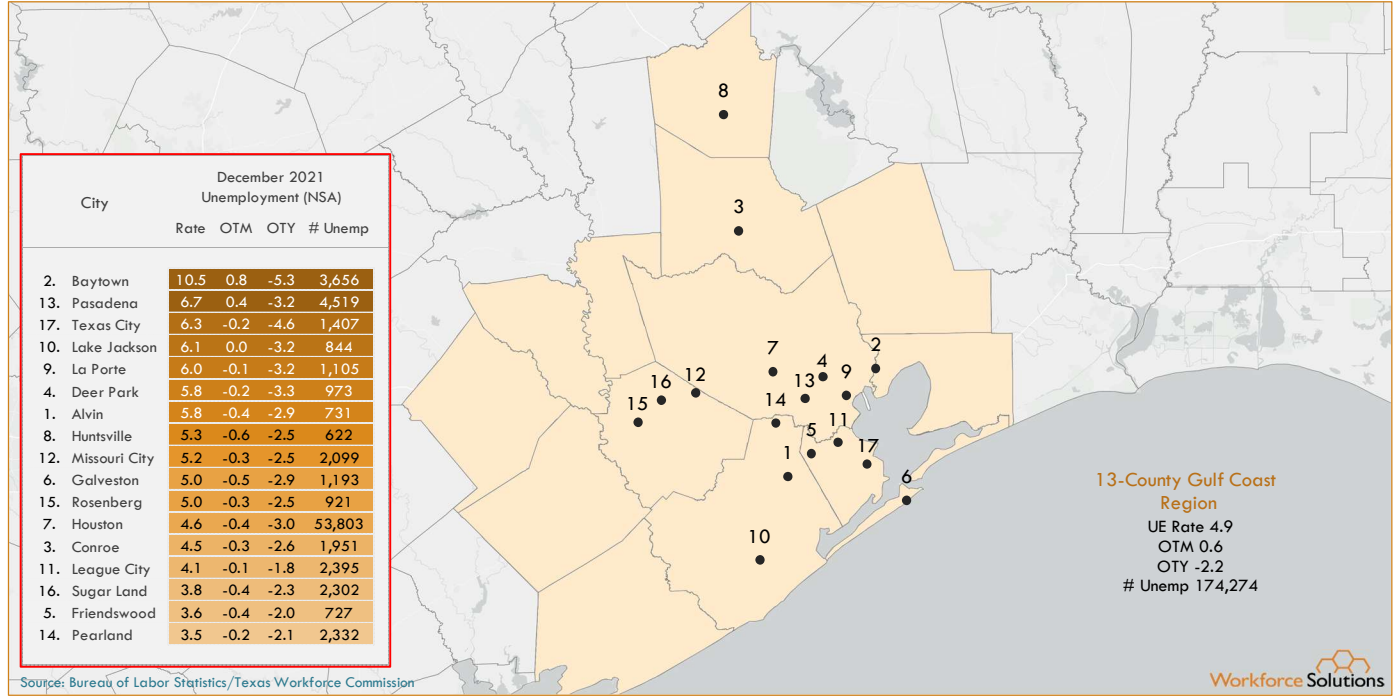 City
December 2021
Unemployment (NSA)
Rate OTM OTY # Unemp
2. Baytown 10.5 0.8 -5.3 3,656
13. Pasadena 6.7 0.4 -3.2 4,519
17. Texas City 6.3 -0.2 -4.6 1,407
10. Lake Jackson 6.1 0.0 -3.2 844
9. La Porte 6.0 -0.1 -3.2 1,105
4. Deer Park 5.8 -0.2 -3.3 973
1. Alvin 5.8 -0.4 -2.9 731
8. Huntsville 5.3 -0.6 -2.5 622
12. Missouri City 5.2 -0.3 -2.5 2,099
6. Galveston 5.0 -0.5 -2.9 1,193
15. Rosenberg 5.0 -0.3 -2.5 921
7. Houston 4.6 -0.4 -3.0 53,803
3. Conroe 4.5 -0.3 -2.6 1,951
11. League City 4.1 -0.1 -1.8 2,395
16. Sugar Land 3.8 -0.4 -2.3 2,302
5. Friendswood 3.6 -0.4 -2.0 727
14. Pearland 3.5 -0.2 -2.1 2,332
Source: Bureau of Labor Statistics/Texas Workforce Commission
8
3
2
7
4
9
16
12
13
15
14
11
5
17
1
6
10
13-County Gulf Coast
Region
UE Rate 4.9
OTM 0.6
OTY -2.2
# Unemp 174,274
Workforce Solutions